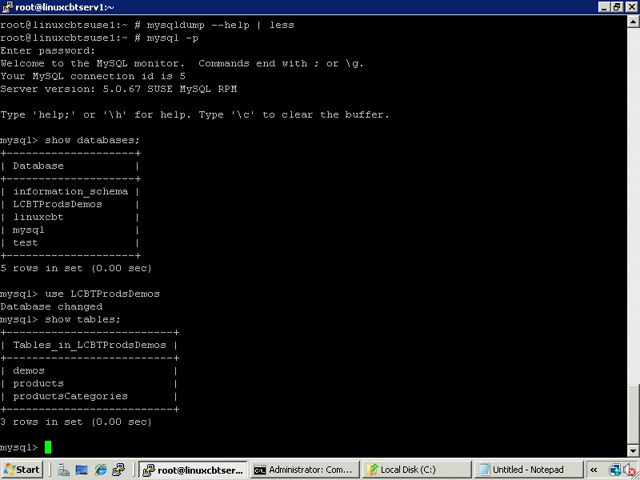 root@linuxcbtserv1:~
root@linuxcbtsuse1:~ # mysqldump --help | less
root@linuxcbtsuse1:~ # mysql -p
Enter password:
Welcome to the MySQL monitor.  Commands end with ; or \g.
Your MySQL connection id is 5
Server version: 5.0.67 SUSE MySQL RPM
Type 'help;' or '\h' for help. Type '\c' to clear the buffer.
mysql> show databases;
+--------------------+
| Database           |
+--------------------+
| information_schema |
| LCBTProdsDemos     |
| linuxcbt           |
| mysql              |
| test               |
+--------------------+
5 rows in set (0.00 sec)
mysql> use LCBTProdsDemos
Database changed
mysql> show tables;
+--------------------------+
| Tables_in_LCBTProdsDemos |
+--------------------------+
| demos                    |
| products                 |
| productsCategories       |
+--------------------------+
3 rows in set (0.00 sec)
mysql>
Start root@linuxcbtserv1:... Administrator: Com... Local Disk (C:) Untitled - Notepad «